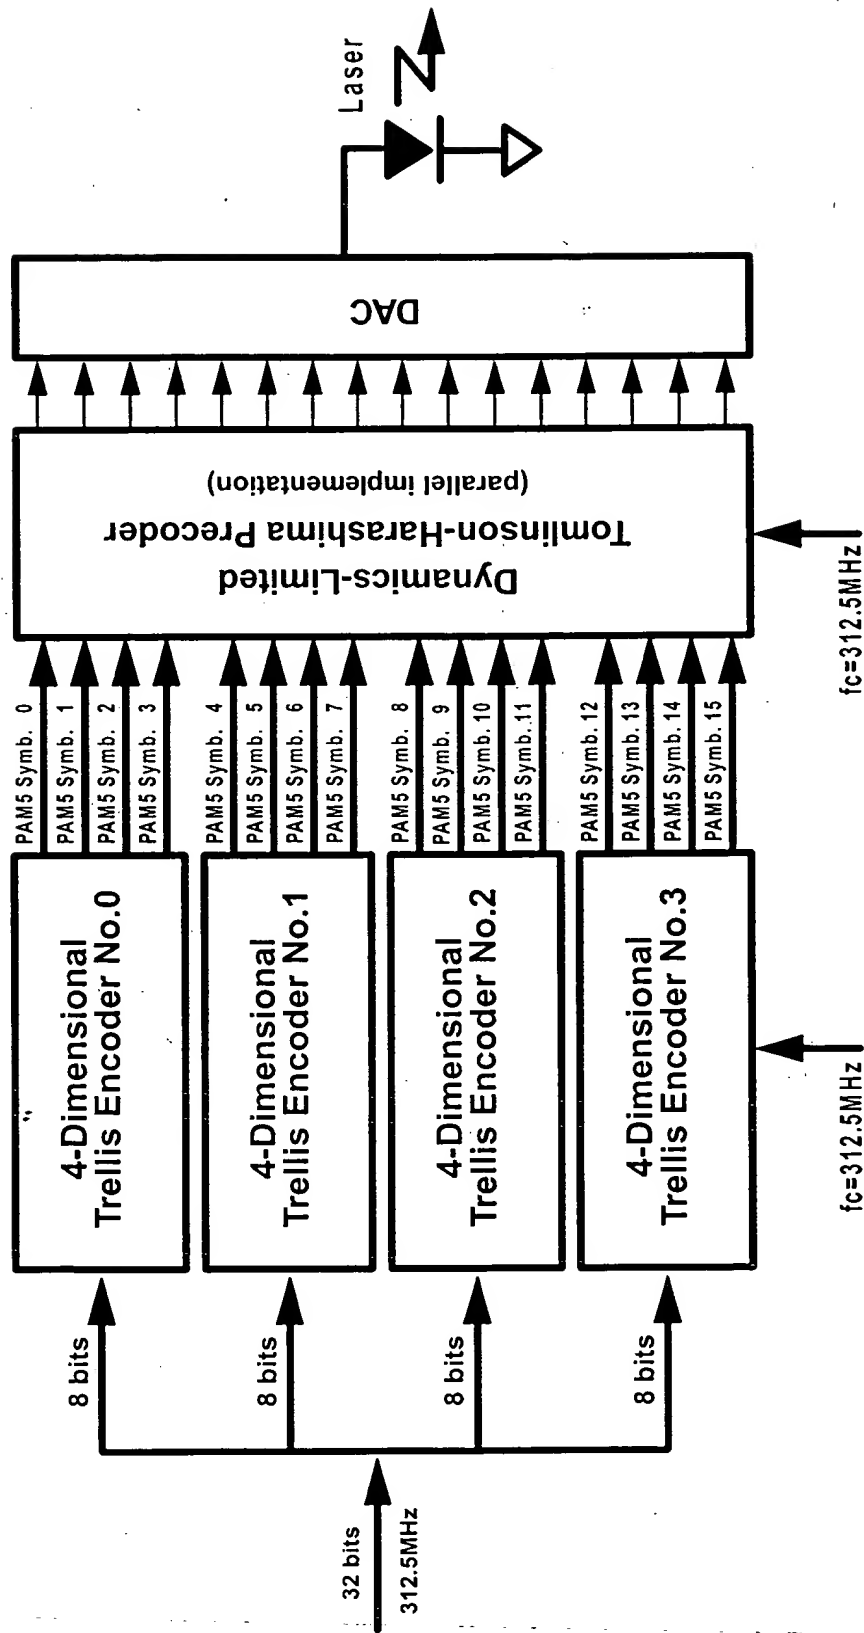 32 bits
312.5MHz
8 bits
8 bits
8 bits
8 bits
4-Dimensional
Trellis Encoder No.0
4-Dimensional
Trellis Encoder No.1
4-Dimensional
Trellis Encoder No.2
4-Dimensional
Trellis Encoder No.3
fc=312.5MHz
PAM5 Symb. 0
PAM5 Symb. 1
PAM5 Symb. 2
PAM5 Symb. 3
PAM5 Symb. 4
PAM5 Symb. 5
PAM5 Symb. 6
PAM5 Symb. 7
PAM5 Symb. 8
PAM5 Symb. 9
PAM5 Symb. 10
PAM5 Symb. 11
PAM5 Symb. 12
PAM5 Symb. 13
PAM5 Symb. 14
PAM5 Symb. 15
Dynamics-Limited
Tomlinson-Harashima Precoder
(parallel implementation)
fc=312.5MHz
DAC
Laser